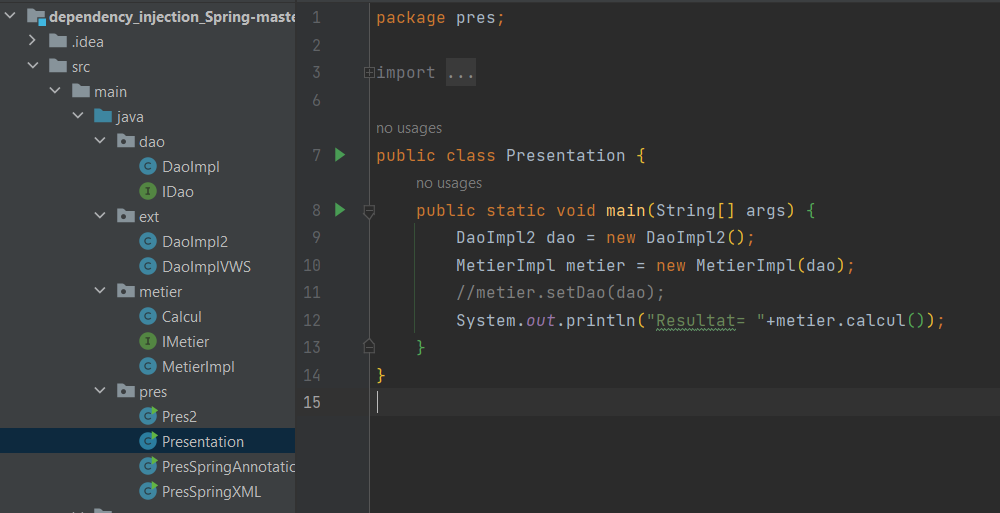 dependency_injection_Spring-maste
.idea
src
main
java
dao
DaoImpl
IDao
ext
DaoImpl2
DaoImplVWS
metier
Calcul
IMetier
MetierImpl
pres
Pres2
Presentation
PresSpringAnnotatio
PresSpringXML
1 package pres;
2
3 import ...
6
no usages
7 public class Presentation {
no usages
8 public static void main(String[] args) {
9 DaoImpl2 dao = new DaoImpl2();
10 MetierImpl metier = new MetierImpl(dao);
11 //metier.setDao(dao);
12 System.out.println("Resultat= "+metier.calcul());
13 }
14 }
15